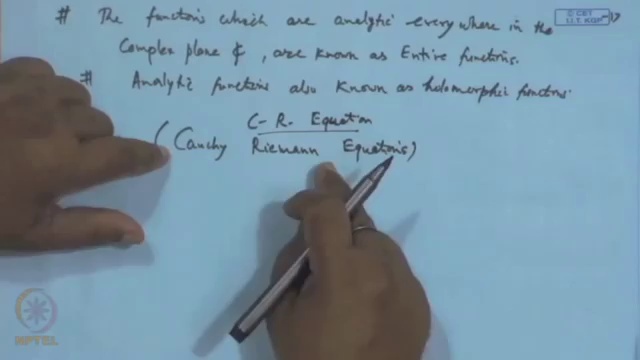 # The functions which are analytic everywhere in the
Complex plane ₵, are known as Entire functions.
# Analytic functions also known as holomorphic functions.
C-R. Equation
(Cauchy Riemann Equations)
© CET
I.I.T. KGP
NPTEL